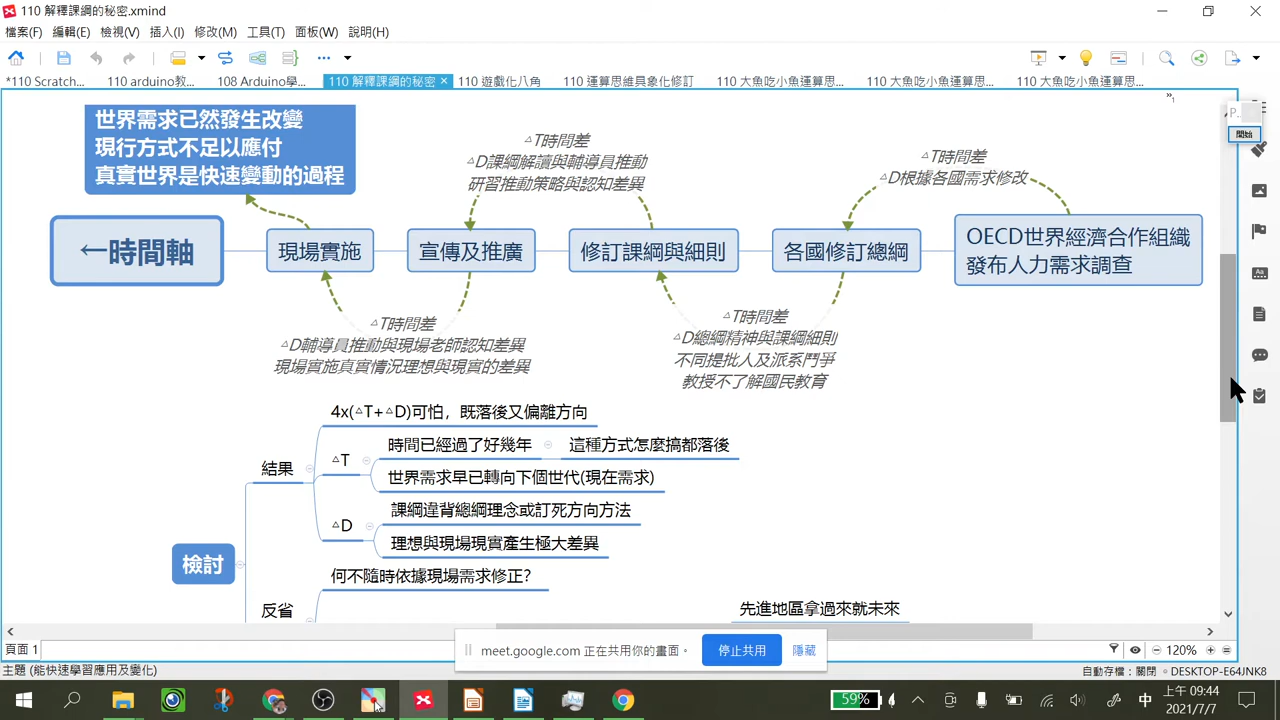 110 解釋課綱的秘密.xmind
檔案(F) 編輯(E) 檢視(V) 插入(I) 修改(M) 工具(T) 面板(W) 說明(H)
*110 Scratch... 110 arduino教... 108 Arduino學... 110 解釋課綱的秘密 110 遊戲化八角 110 運算思維具象化修訂 110 大魚吃小魚運算思... 110 大魚吃小魚運算思... 110 大魚吃小魚運算思...
世界需求已然發生改變
現行方式不足以應付
真實世界是快速變動的過程
△T時間差
△D課綱解讀與輔導員推動
研習推動策略與認知差異
△T時間差
△D根據各國需求修改
P...
開始
←時間軸
現場實施
宣傳及推廣
修訂課綱與細則
各國修訂總綱
OECD世界經濟合作組織
發布人力需求調查
△T時間差
△D輔導員推動與現場老師認知差異
現場實施真實情況理想與現實的差異
△T時間差
△D總綱精神與課綱細則
不同提批人及派系鬥爭
教授不了解國民教育
檢討
結果
4x(△T+△D)可怕，既落後又偏離方向
△T
時間已經過了好幾年
這種方式怎麼搞都落後
世界需求早已轉向下個世代(現在需求)
△D
課綱違背總綱理念或訂死方向方法
理想與現場現實產生極大差異
反省
何不隨時依據現場需求修正?
先進地區拿過來就未來
meet.google.com 正在共用你的畫面。
停止共用
隱藏
頁面 1
120%
主題 (能快速學習應用及變化)
自動存檔：關閉
DESKTOP-E64JNK8
59%
中
上午 09:44
2021/7/7